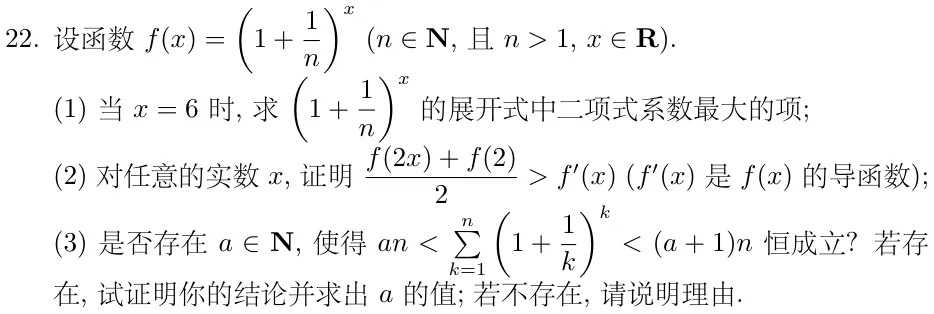 22. 设函数 f(x) = (1 + 1/n)^x (n ∈ N, 且 n > 1, x ∈ R).
(1) 当 x = 6 时, 求 (1 + 1/n)^x 的展开式中二项式系数最大的项;
(2) 对任意的实数 x, 证明 (f(2x) + f(2))/2 > f′(x) (f′(x) 是 f(x) 的导函数);
(3) 是否存在 a ∈ N, 使得 an < ∑_{k=1}^{n} (1 + 1/k)^k < (a + 1)n 恒成立? 若存
在, 试证明你的结论并求出 a 的值; 若不存在, 请说明理由.